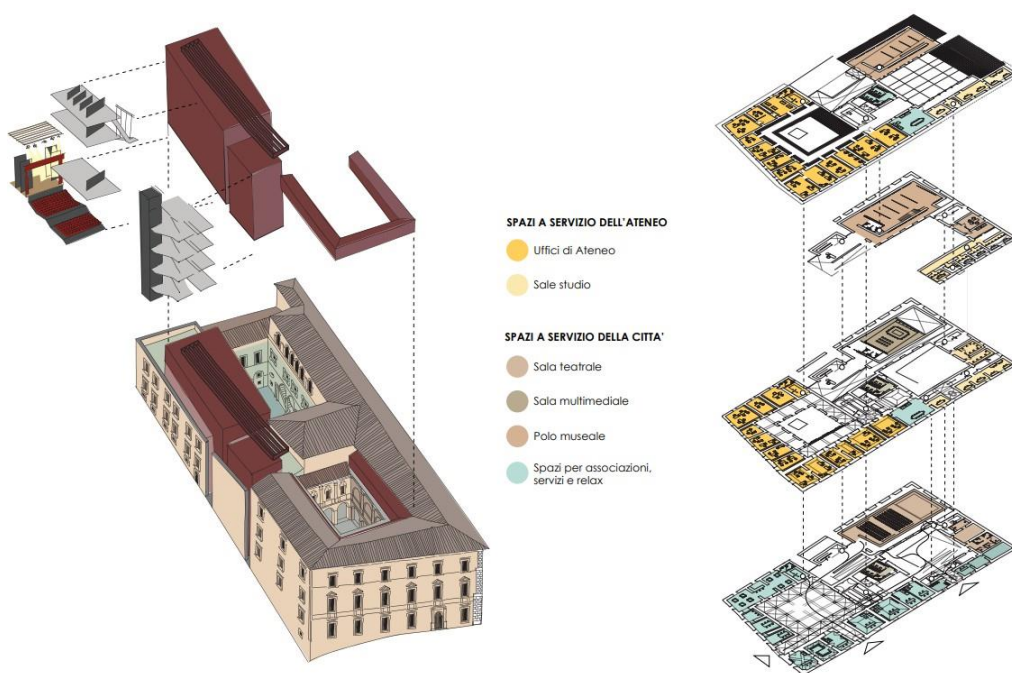 SPAZI A SERVIZIO DELL'ATENEO
Uffici di Ateneo
Sale studio
SPAZI A SERVIZIO DELLA CITTA'
Sala teatrale
Sala multimediale
Polo museale
Spazi per associazioni,
servizi e relax